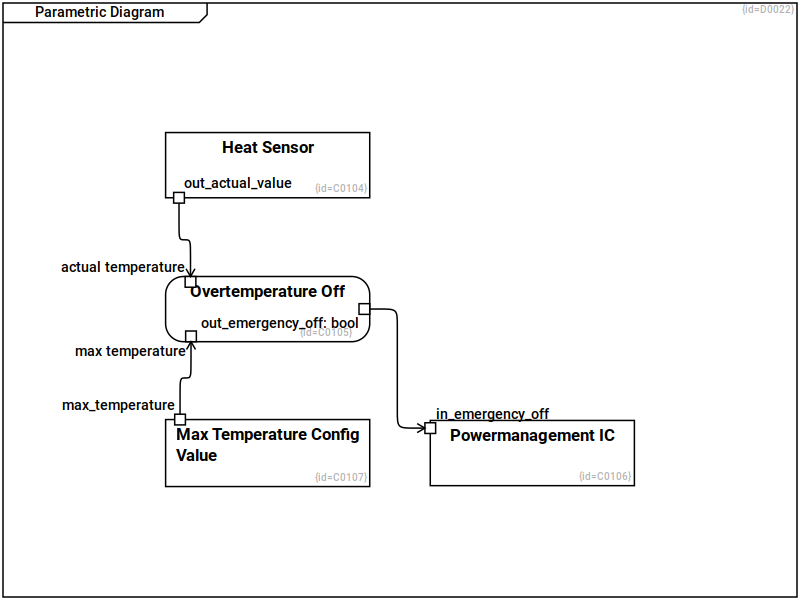 Parametric Diagram
{id=D0022}
Heat Sensor
out_actual_value
{id=C0104}
actual temperature
Overtemperature Off
out_emergency_off: bool
{id=C0105}
max temperature
max_temperature
Max Temperature Config
Value
{id=C0107}
in_emergency_off
Powermanagement IC
{id=C0106}